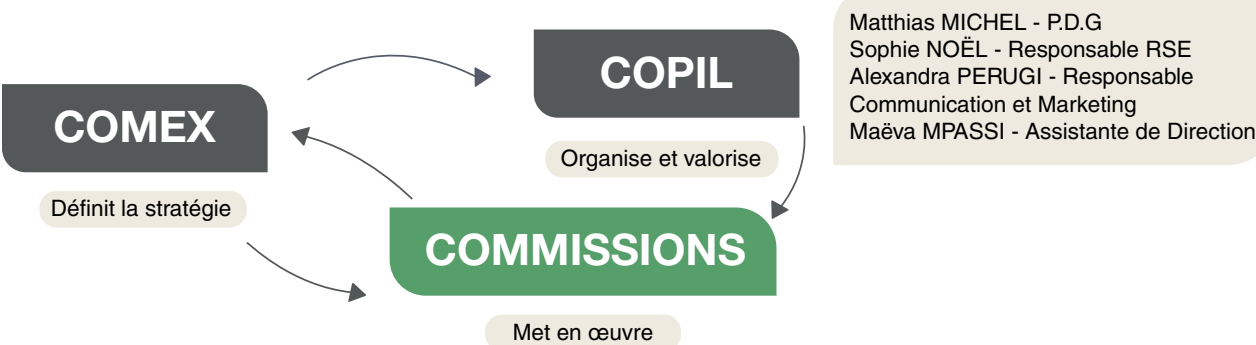 COMEX
Définit la stratégie
COPIL
Organise et valorise
Matthias MICHEL - P.D.G
Sophie NOËL - Responsable RSE
Alexandra PERUGI - Responsable
Communication et Marketing
Maëva MPASSI - Assistante de Direction
COMMISSIONS
Met en œuvre